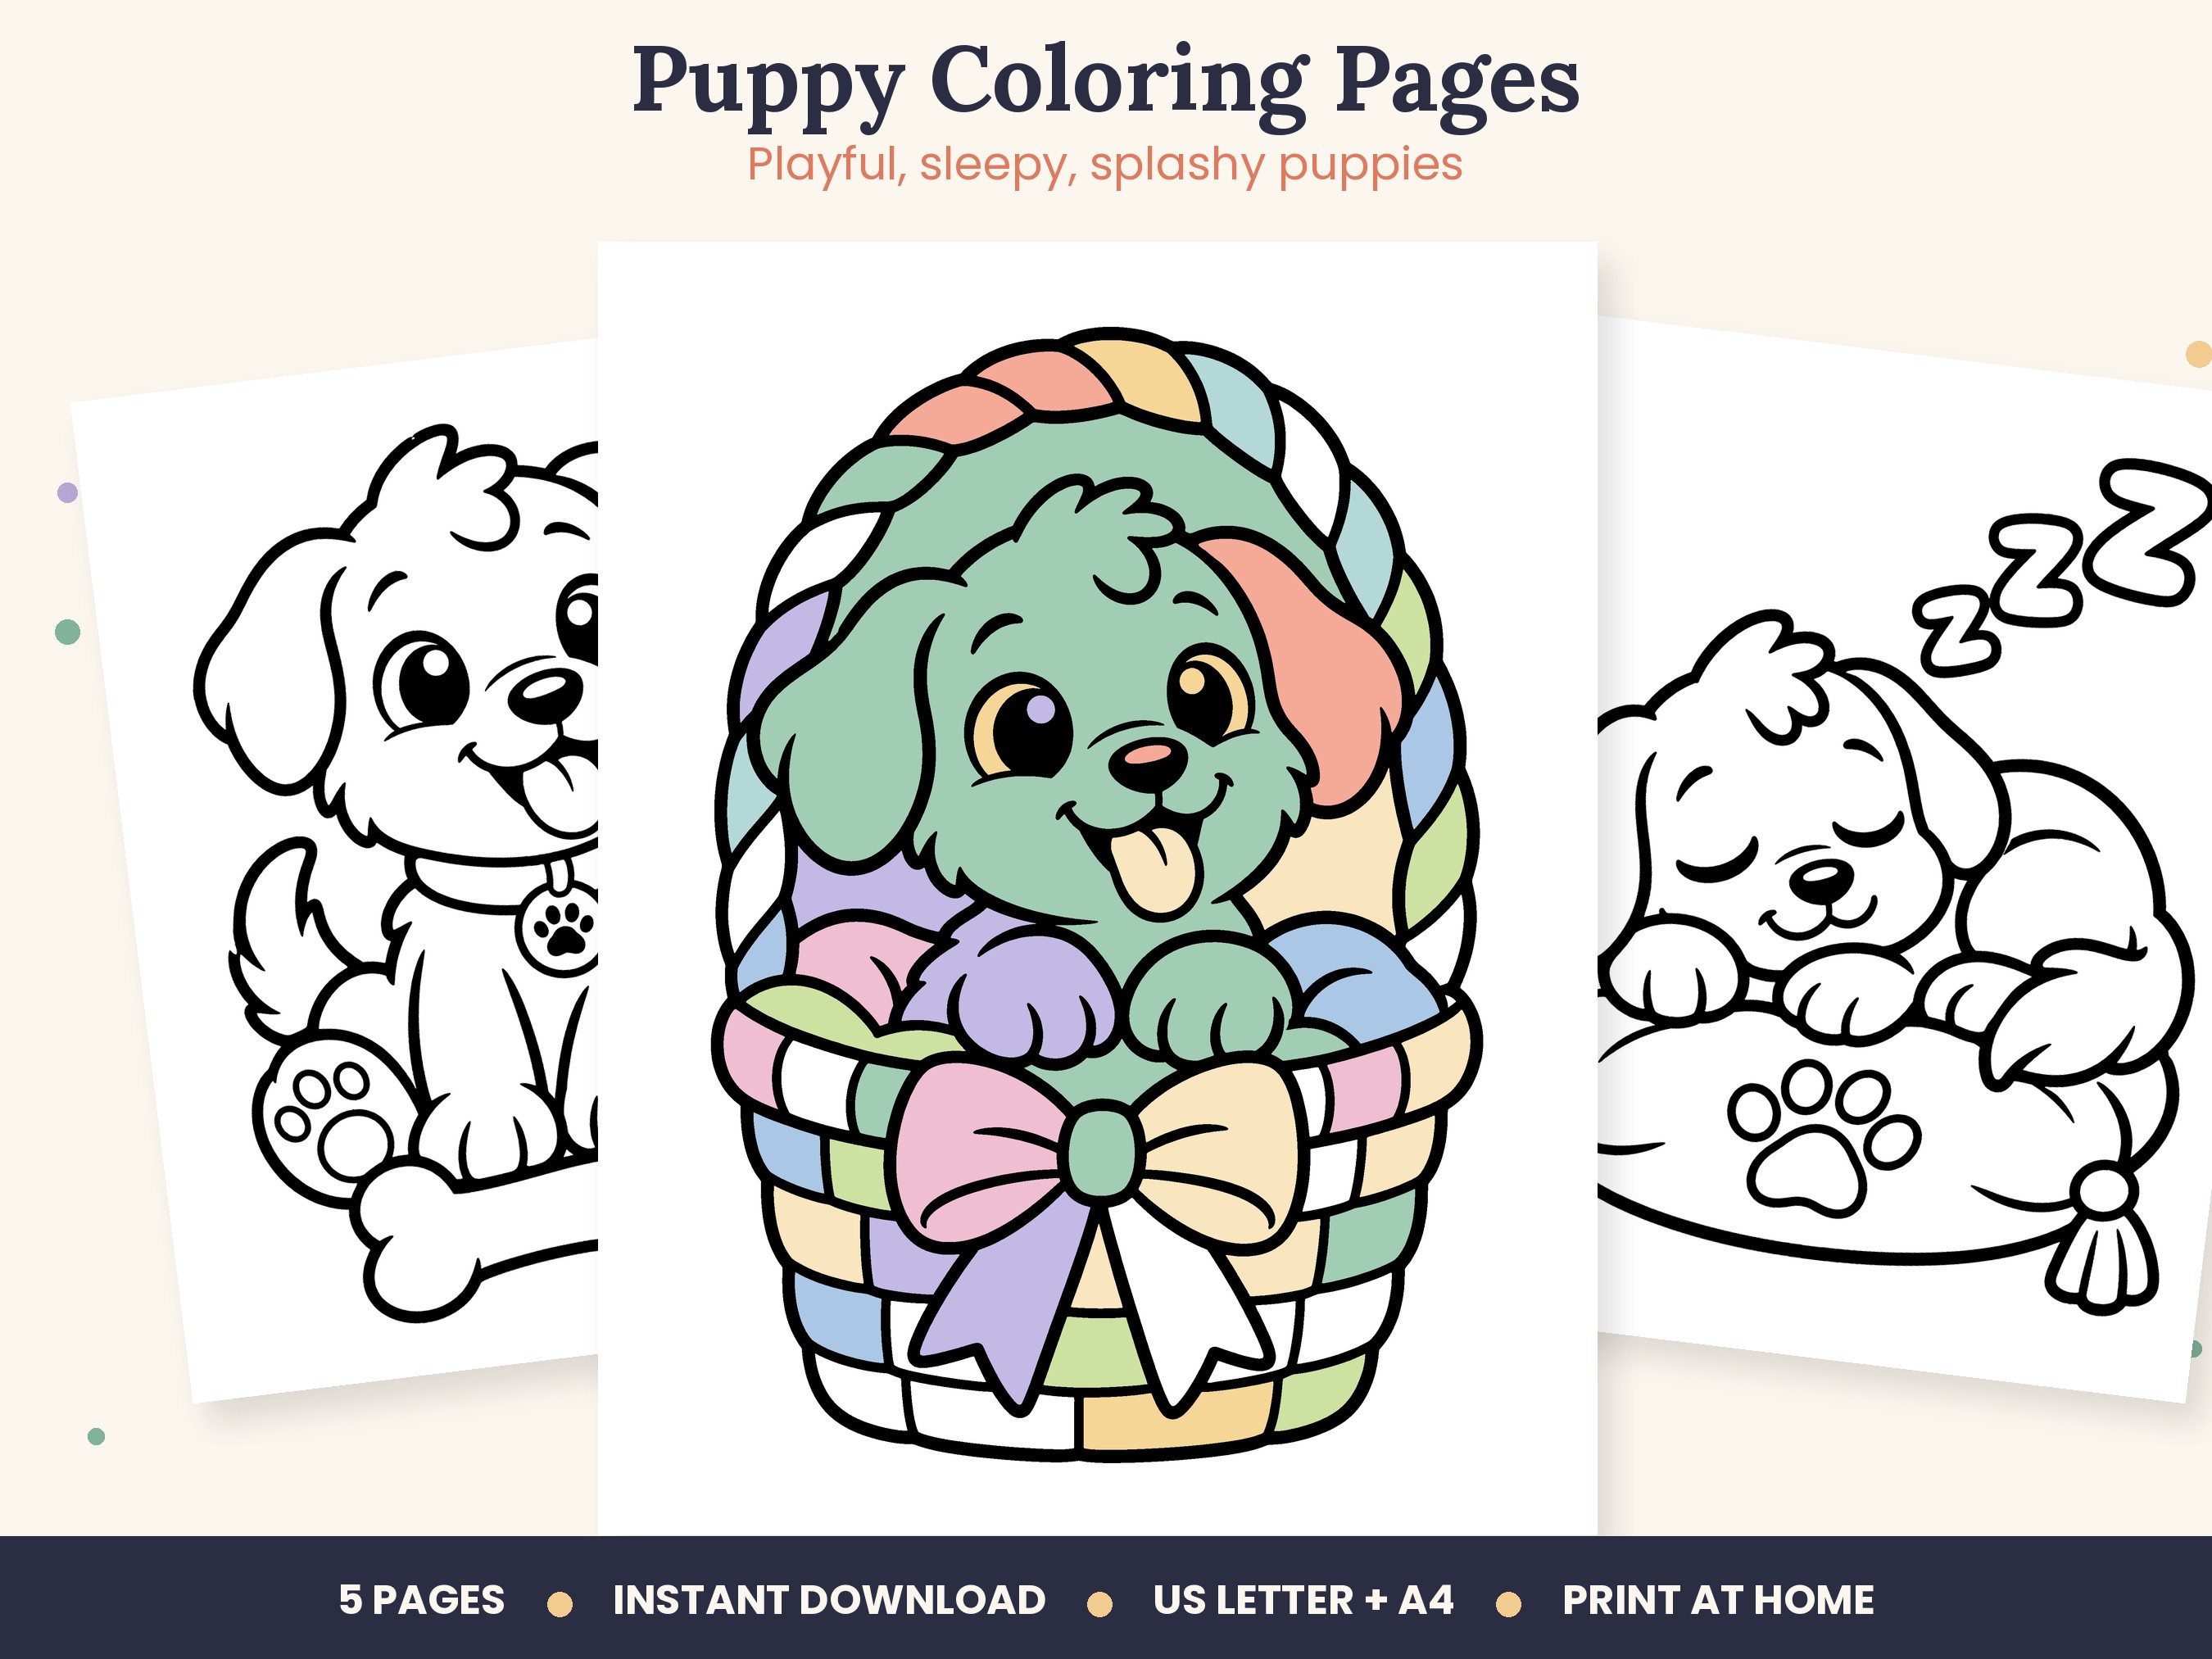 Puppy Coloring Pages
Playful, sleepy, splashy puppies
z z Z
5 PAGES ● INSTANT DOWNLOAD ● US LETTER + A4 ● PRINT AT HOME